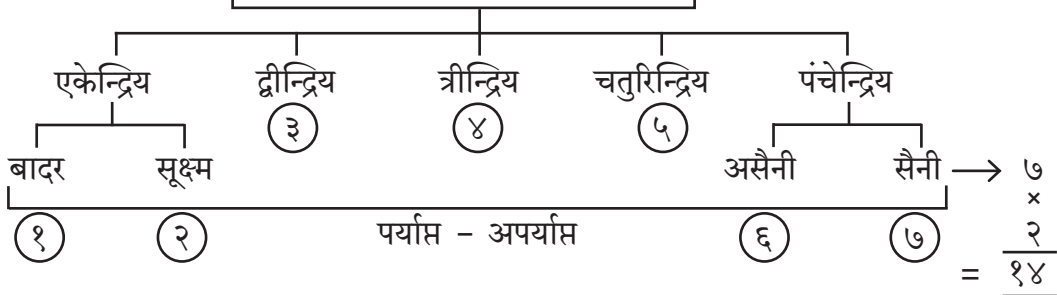 एकेन्द्रिय द्वीन्द्रिय त्रीन्द्रिय चतुरिन्द्रिय पंचेन्द्रिय
३ ४ ५
बादर सूक्ष्म असैनी सैनी → ७
×
१ २ पर्याप्त - अपर्याप्त ६ ७ २
= १४